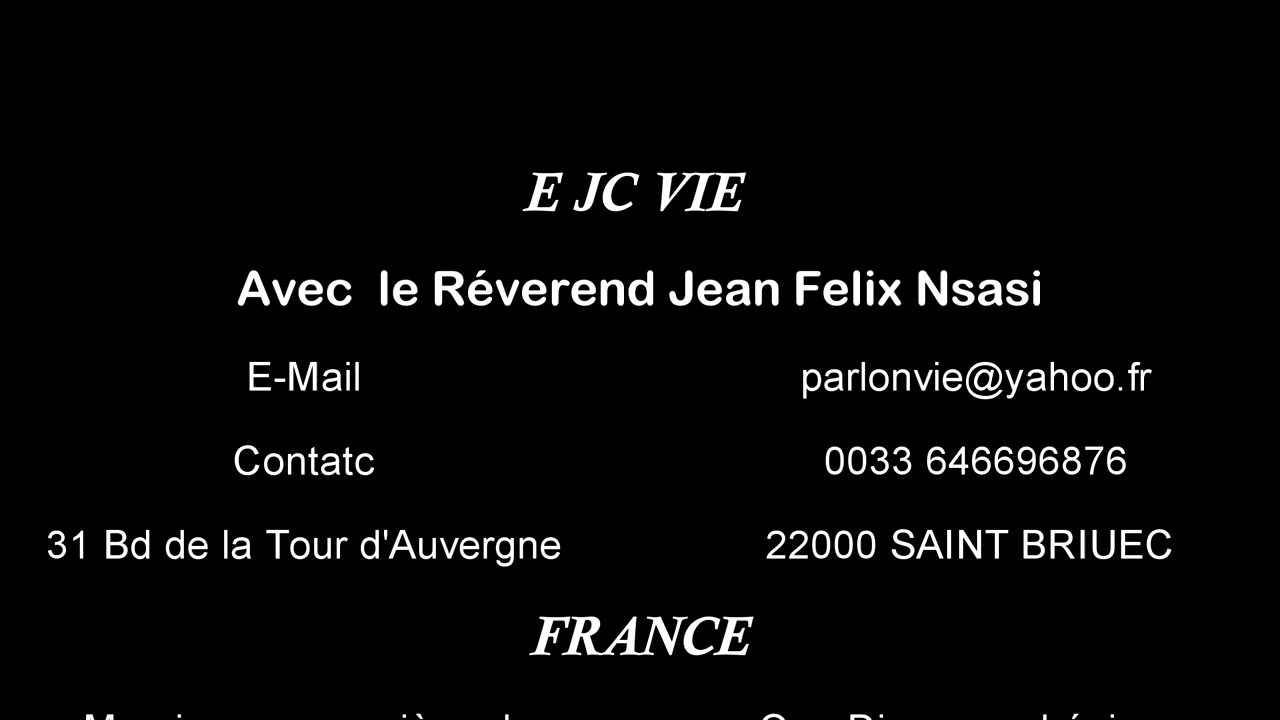 E JC VIE
Avec le Réverend Jean Felix Nsasi
E-Mail parlonvie@yahoo.fr
Contatc 0033 646696876
31 Bd de la Tour d'Auvergne 22000 SAINT BRIUEC
FRANCE